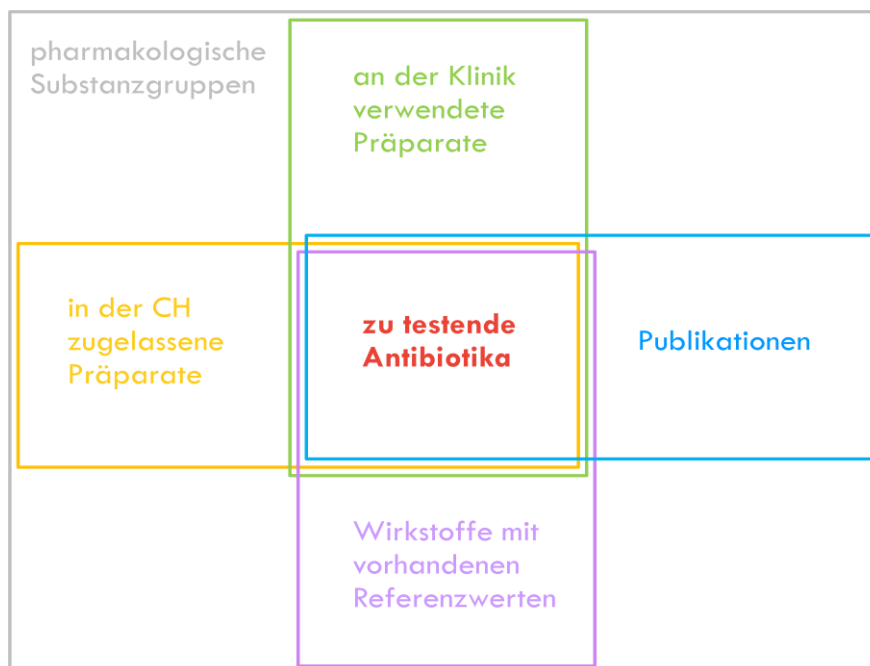 pharmakologische
Substanzgruppen
an der Klinik
verwendete
Präparate
in der CH
zugelassene
Präparate
zu testende
Antibiotika
Publikationen
Wirkstoffe mit
vorhandenen
Referenzwerten